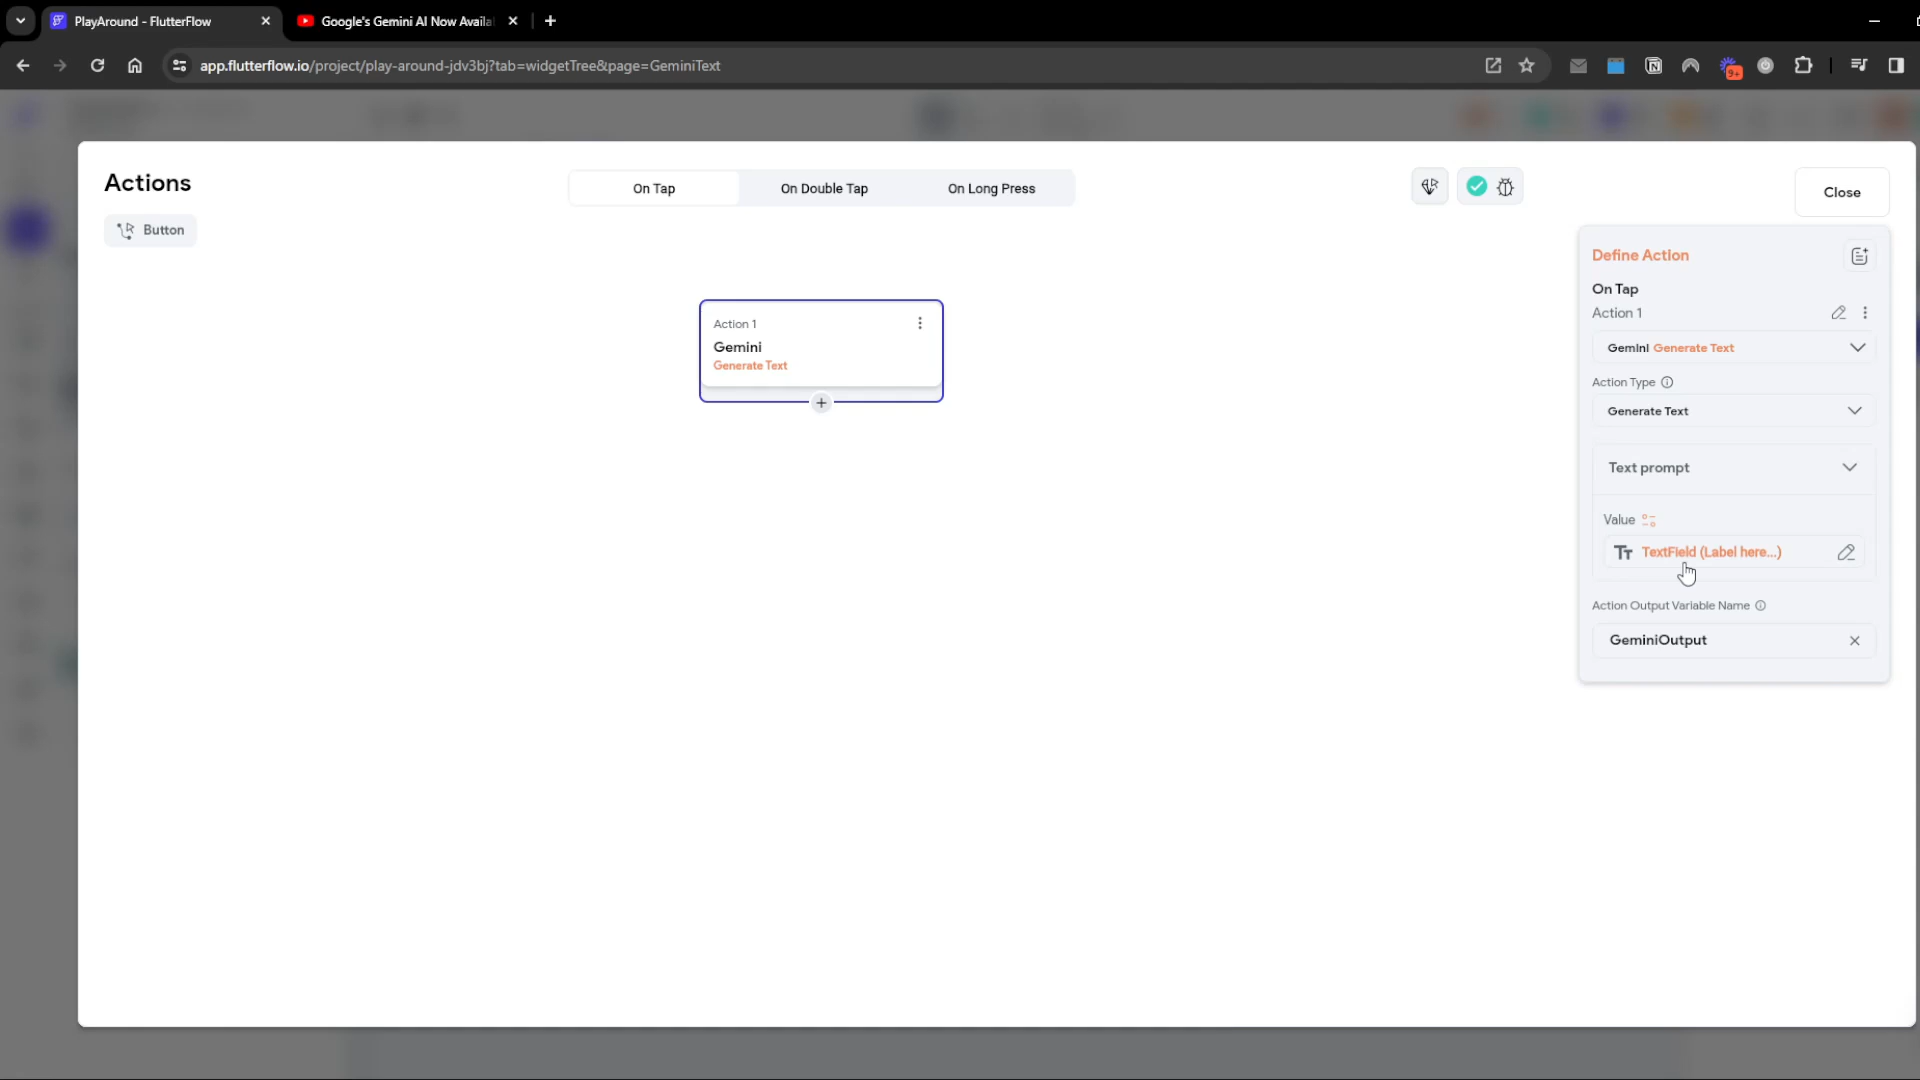 PlayAround - FlutterFlow
Google's Gemini AI Now Availa
app.flutterflow.io/project/play-around-jdv3bj?tab=widgetTree&page=GeminiText
9+
Actions
On Tap
On Double Tap
On Long Press
Close
Button
Define Action
On Tap
Action 1
Gemini Generate Text
Action Type
Generate Text
Text prompt
Value
TT TextField (Label here...)
Action Output Variable Name
GeminiOutput
Action 1
Gemini
Generate Text